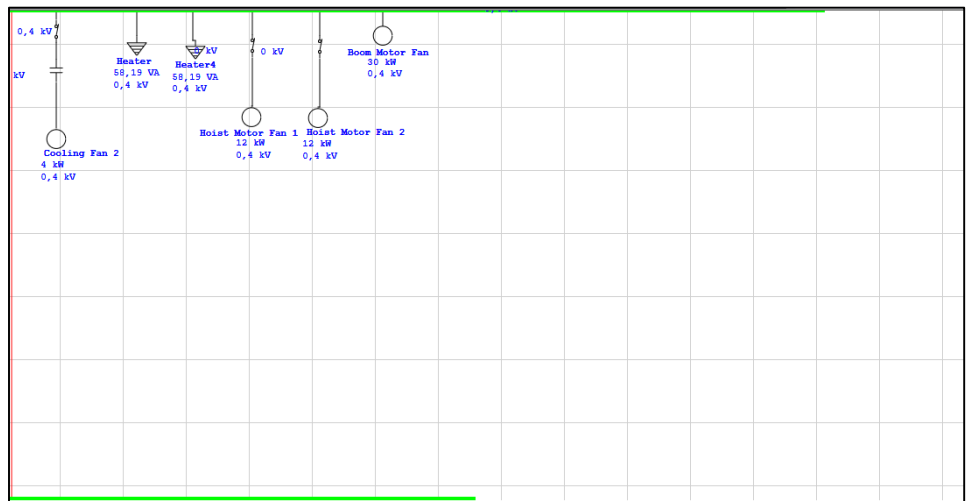 0,4 kV
kV
Cooling Fan 2
4 kW
0,4 kV
Heater
58,19 VA
0,4 kV
0 kV
Heater4
58,19 VA
0,4 kV
0 kV
Hoist Motor Fan 1
12 kW
0,4 kV
Hoist Motor Fan 2
12 kW
0,4 kV
Boom Motor Fan
30 kW
0,4 kV